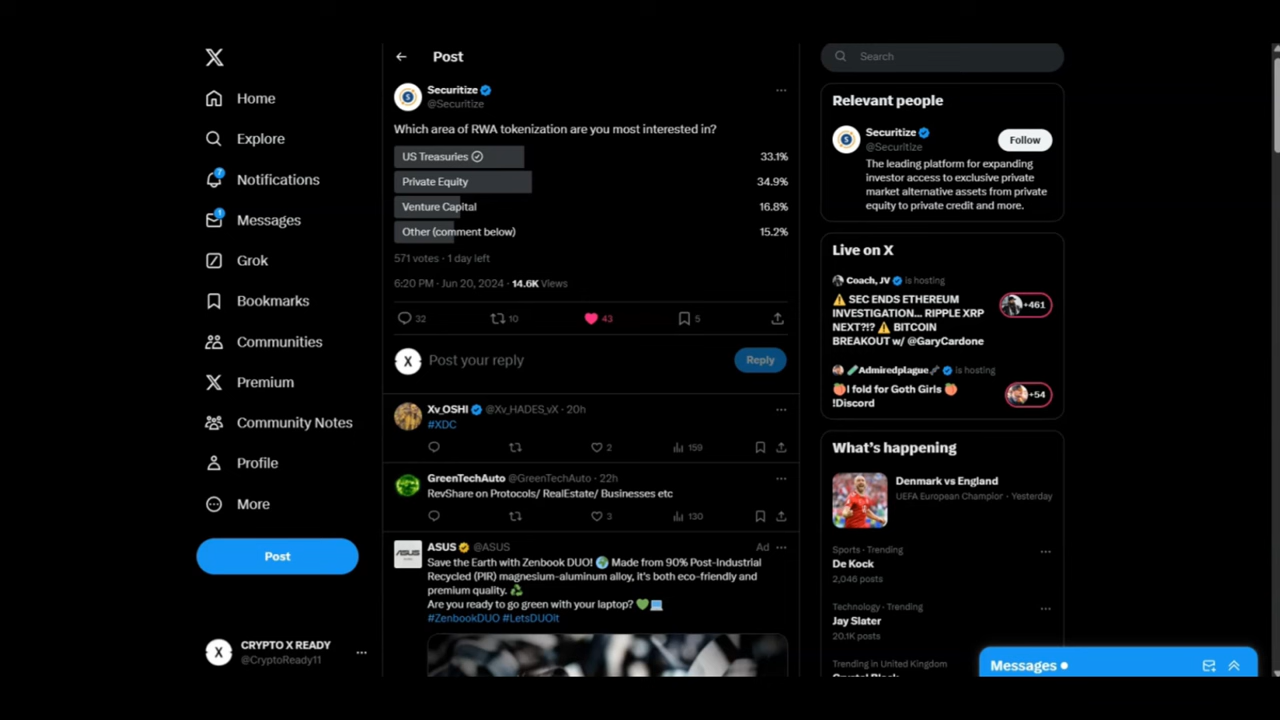 Home
Explore
7
Notifications
1
Messages
Grok
Bookmarks
Communities
Premium
Community Notes
Profile
More
Post
CRYPTO X READY
@CryptoReady11
Post
Securitize
@Securitize
Which area of RWA tokenization are you most interested in?
US Treasuries 33.1%
Private Equity 34.9%
Venture Capital 16.8%
Other (comment below) 15.2%
571 votes · 1 day left
6:20 PM · Jun 20, 2024 · 14.6K Views
32 10 43 5
Post your reply
Reply
Xv_OSHI @Xv_HADES_vX · 20h
#XDC
2 159
GreenTechAuto @GreenTechAuto · 22h
RevShare on Protocols/ RealEstate/ Businesses etc
3 130
ASUS @ASUS Ad
Save the Earth with Zenbook DUO! 🌍 Made from 90% Post-Industrial
Recycled (PIR) magnesium-aluminum alloy, it's both eco-friendly and
premium quality. ♻️
Are you ready to go green with your laptop? 💚💻
#ZenbookDUO #LetsDUOit
Search
Relevant people
Securitize
@Securitize
Follow
The leading platform for expanding
investor access to exclusive private
market alternative assets from private
equity to private credit and more.
Live on X
Coach, JV is hosting
⚠️ SEC ENDS ETHEREUM
INVESTIGATION... RIPPLE XRP
NEXT?!? ⚠️ BITCOIN
BREAKOUT w/ @GaryCardone
+461
Admiredplague is hosting
🍑I fold for Goth Girls 🍑
!Discord
+54
What's happening
Denmark vs England
UEFA European Champior · Yesterday
Sports · Trending
De Kock
2,046 posts
Technology · Trending
Jay Slater
20.1K posts
Trending in United Kingdom
Messages